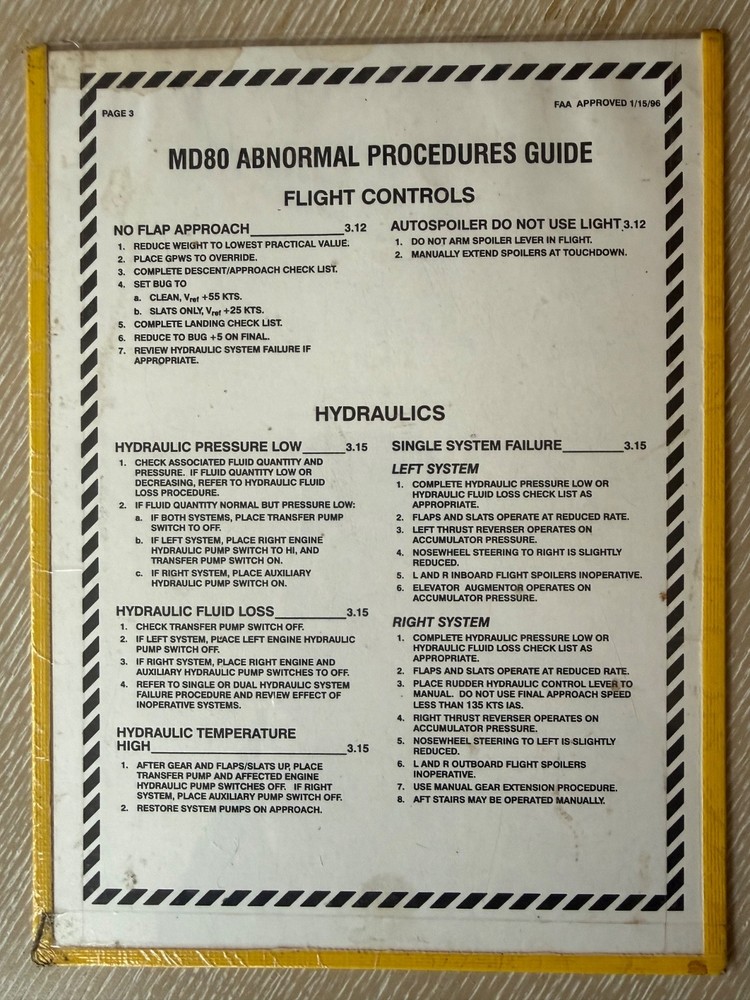 PAGE 3
FAA APPROVED 1/15/96
MD80 ABNORMAL PROCEDURES GUIDE
FLIGHT CONTROLS
NO FLAP APPROACH 3.12
1. REDUCE WEIGHT TO LOWEST PRACTICAL VALUE.
2. PLACE GPWS TO OVERRIDE.
3. COMPLETE DESCENT/APPROACH CHECK LIST.
4. SET BUG TO
a. CLEAN, Vref +55 KTS.
b. SLATS ONLY, Vref +25 KTS.
5. COMPLETE LANDING CHECK LIST.
6. REDUCE TO BUG +5 ON FINAL.
7. REVIEW HYDRAULIC SYSTEM FAILURE IF
APPROPRIATE.
AUTOSPOILER DO NOT USE LIGHT 3.12
1. DO NOT ARM SPOILER LEVER IN FLIGHT.
2. MANUALLY EXTEND SPOILERS AT TOUCHDOWN.
HYDRAULICS
HYDRAULIC PRESSURE LOW 3.15
1. CHECK ASSOCIATED FLUID QUANTITY AND
PRESSURE. IF FLUID QUANTITY LOW OR
DECREASING, REFER TO HYDRAULIC FLUID
LOSS PROCEDURE.
2. IF FLUID QUANTITY NORMAL BUT PRESSURE LOW:
a. IF BOTH SYSTEMS, PLACE TRANSFER PUMP
SWITCH TO OFF.
b. IF LEFT SYSTEM, PLACE RIGHT ENGINE
HYDRAULIC PUMP SWITCH TO HI, AND
TRANSFER PUMP SWITCH ON.
c. IF RIGHT SYSTEM, PLACE AUXILIARY
HYDRAULIC PUMP SWITCH ON.
HYDRAULIC FLUID LOSS 3.15
1. CHECK TRANSFER PUMP SWITCH OFF.
2. IF LEFT SYSTEM, PLACE LEFT ENGINE HYDRAULIC
PUMP SWITCH OFF.
3. IF RIGHT SYSTEM, PLACE RIGHT ENGINE AND
AUXILIARY HYDRAULIC PUMP SWITCHES TO OFF.
4. REFER TO SINGLE OR DUAL HYDRAULIC SYSTEM
FAILURE PROCEDURE AND REVIEW EFFECT OF
INOPERATIVE SYSTEMS.
HYDRAULIC TEMPERATURE
HIGH 3.15
1. AFTER GEAR AND FLAPS/SLATS UP, PLACE
TRANSFER PUMP AND AFFECTED ENGINE
HYDRAULIC PUMP SWITCHES OFF. IF RIGHT
SYSTEM, PLACE AUXILIARY PUMP SWITCH OFF.
2. RESTORE SYSTEM PUMPS ON APPROACH.
SINGLE SYSTEM FAILURE 3.15
LEFT SYSTEM
1. COMPLETE HYDRAULIC PRESSURE LOW OR
HYDRAULIC FLUID LOSS CHECK LIST AS
APPROPRIATE.
2. FLAPS AND SLATS OPERATE AT REDUCED RATE.
3. LEFT THRUST REVERSER OPERATES ON
ACCUMULATOR PRESSURE.
4. NOSEWHEEL STEERING TO RIGHT IS SLIGHTLY
REDUCED.
5. L AND R INBOARD FLIGHT SPOILERS INOPERATIVE.
6. ELEVATOR AUGMENTOR OPERATES ON
ACCUMULATOR PRESSURE.
RIGHT SYSTEM
1. COMPLETE HYDRAULIC PRESSURE LOW OR
HYDRAULIC FLUID LOSS CHECK LIST AS
APPROPRIATE.
2. FLAPS AND SLATS OPERATE AT REDUCED RATE.
3. PLACE RUDDER HYDRAULIC CONTROL LEVER TO
MANUAL. DO NOT USE FINAL APPROACH SPEED
LESS THAN 135 KTS IAS.
4. RIGHT THRUST REVERSER OPERATES ON
ACCUMULATOR PRESSURE.
5. NOSEWHEEL STEERING TO LEFT IS SLIGHTLY
REDUCED.
6. L AND R OUTBOARD FLIGHT SPOILERS
INOPERATIVE.
7. USE MANUAL GEAR EXTENSION PROCEDURE.
8. AFT STAIRS MAY BE OPERATED MANUALLY.